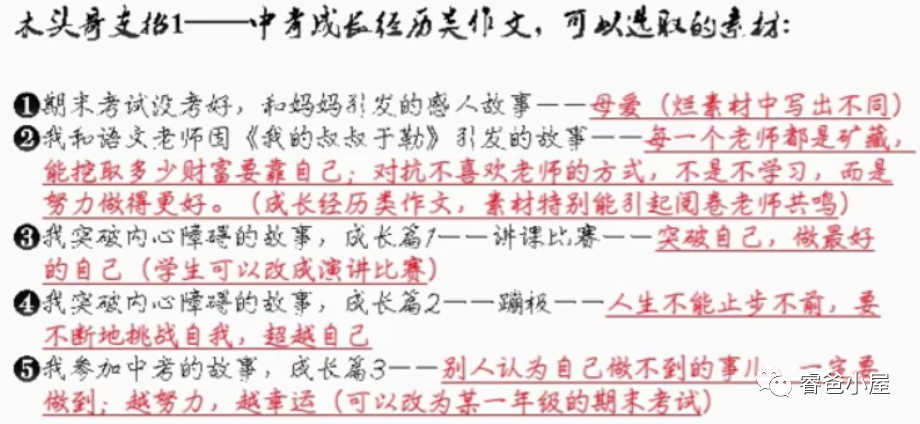 木头哥支招1——中考成长经历类作文，可以选取的素材：
❶期末考试没考好，和妈妈引发的感人故事——母爱（烂素材中写出不同）
❷我和语文老师因《我的叔叔于勒》引发的故事——每一个老师都是矿藏，
能挖取多少财富要靠自己；对抗不喜欢老师的方式，不是不学习，而是
努力做得更好。（成长经历类作文，素材特别能引起阅卷老师共鸣）
❸我突破内心障碍的故事，成长篇1——讲课比赛——突破自己，做最好
的自己（学生可以改成演讲比赛）
❹我突破内心障碍的故事，成长篇2——蹦极——人生不能止步不前，要
不断地挑战自我，超越自己
❺我参加中考的故事，成长篇3——别人认为自己做不到的事儿，一定要
做到；越努力，越幸运（可以改为某一年级的期末考试）
睿爸小屋